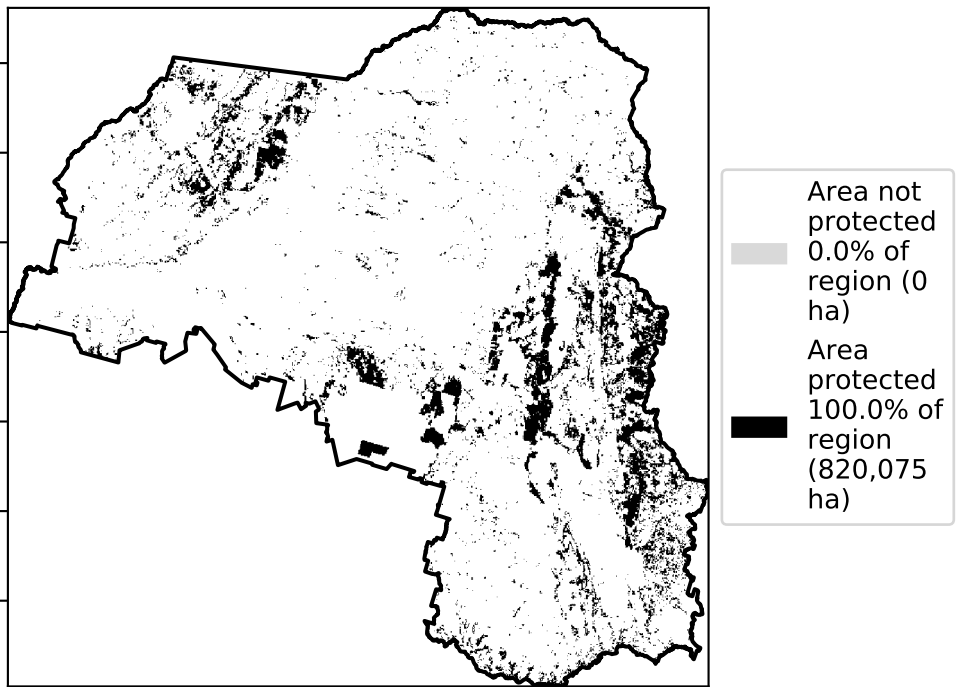 Area not
protected
0.0% of
region (0
ha)
Area
protected
100.0% of
region
(820,075
ha)